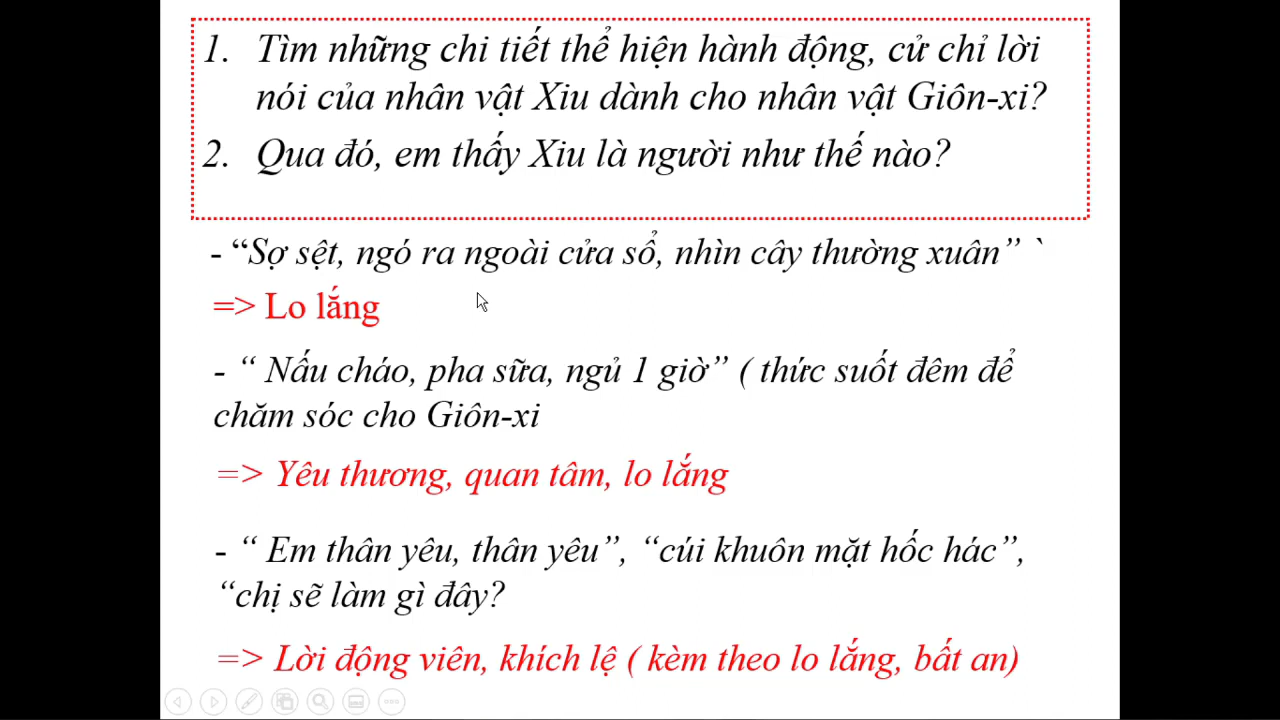 1. Tìm những chi tiết thể hiện hành động, cử chỉ lời
nói của nhân vật Xiu dành cho nhân vật Giôn-xi?
2. Qua đó, em thấy Xiu là người như thế nào?
- “Sợ sệt, ngó ra ngoài cửa sổ, nhìn cây thường xuân” `
=> Lo lắng
- “ Nấu cháo, pha sữa, ngủ 1 giờ” ( thức suốt đêm để
chăm sóc cho Giôn-xi
=> Yêu thương, quan tâm, lo lắng
- “ Em thân yêu, thân yêu”, “cúi khuôn mặt hốc hác”,
“chị sẽ làm gì đây?
=> Lời động viên, khích lệ ( kèm theo lo lắng, bất an)